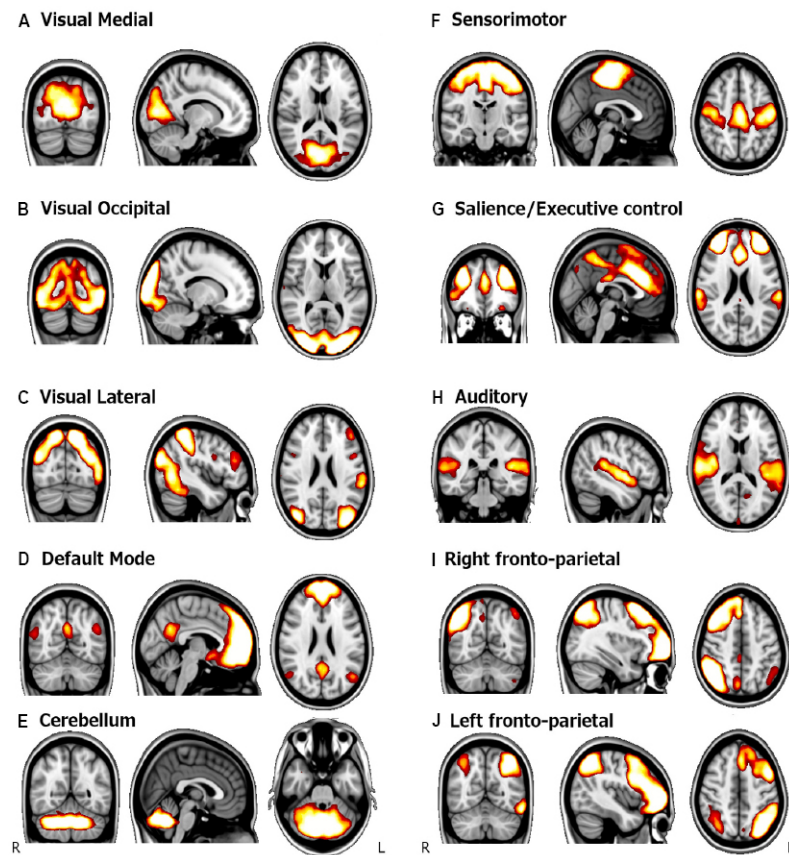 A Visual Medial
B Visual Occipital
C Visual Lateral
D Default Mode
E Cerebellum
R L
F Sensorimotor
G Salience/Executive control
H Auditory
I Right fronto-parietal
J Left fronto-parietal
R